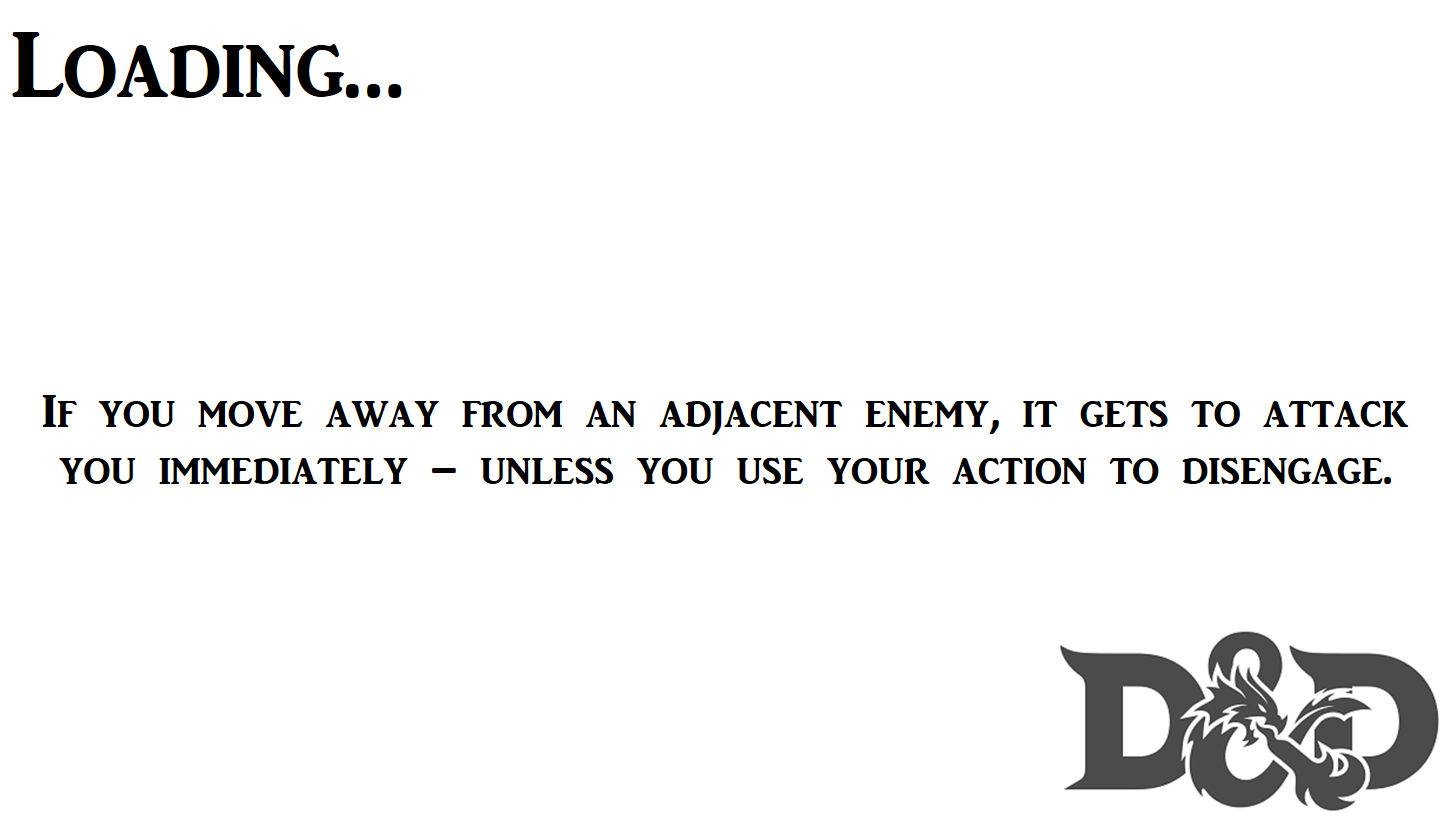 Loading...
If you move away from an adjacent enemy, it gets to attack
you immediately – unless you use your action to disengage.
D&D